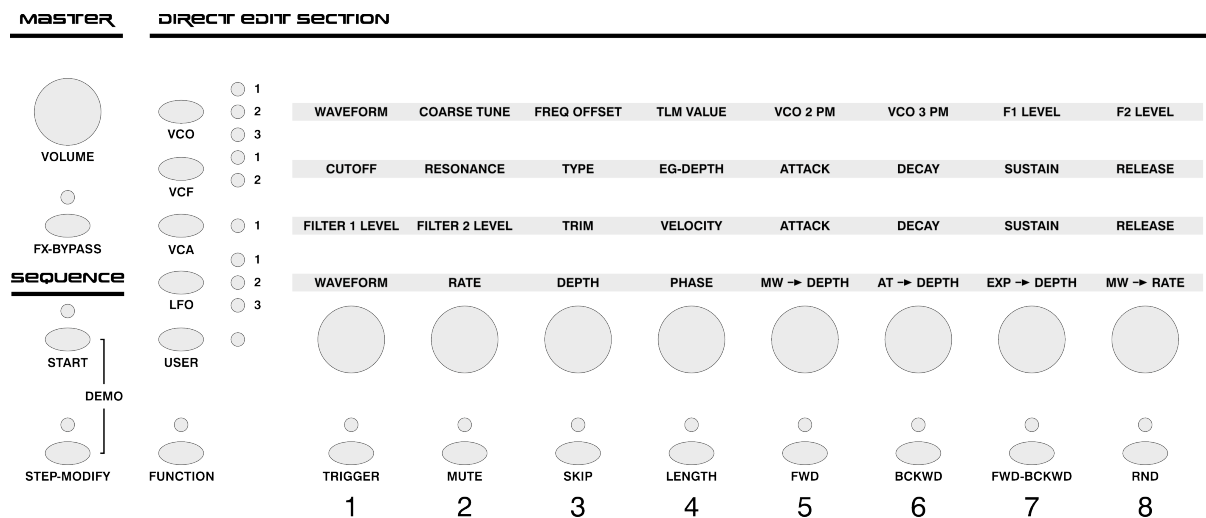 MASTER
DIRECT EDIT SECTION
1
2
3
VCO
WAVEFORM COARSE TUNE FREQ OFFSET TLM VALUE VCO 2 PM VCO 3 PM F1 LEVEL F2 LEVEL
VOLUME
1
2
VCF
CUTOFF RESONANCE TYPE EG-DEPTH ATTACK DECAY SUSTAIN RELEASE
FX-BYPASS
1
VCA
FILTER 1 LEVEL FILTER 2 LEVEL TRIM VELOCITY ATTACK DECAY SUSTAIN RELEASE
SEQUENCE
1
2
3
LFO
WAVEFORM RATE DEPTH PHASE MW → DEPTH AT → DEPTH EXP → DEPTH MW → RATE
START
USER
DEMO
STEP-MODIFY FUNCTION TRIGGER MUTE SKIP LENGTH FWD BCKWD FWD-BCKWD RND
1 2 3 4 5 6 7 8